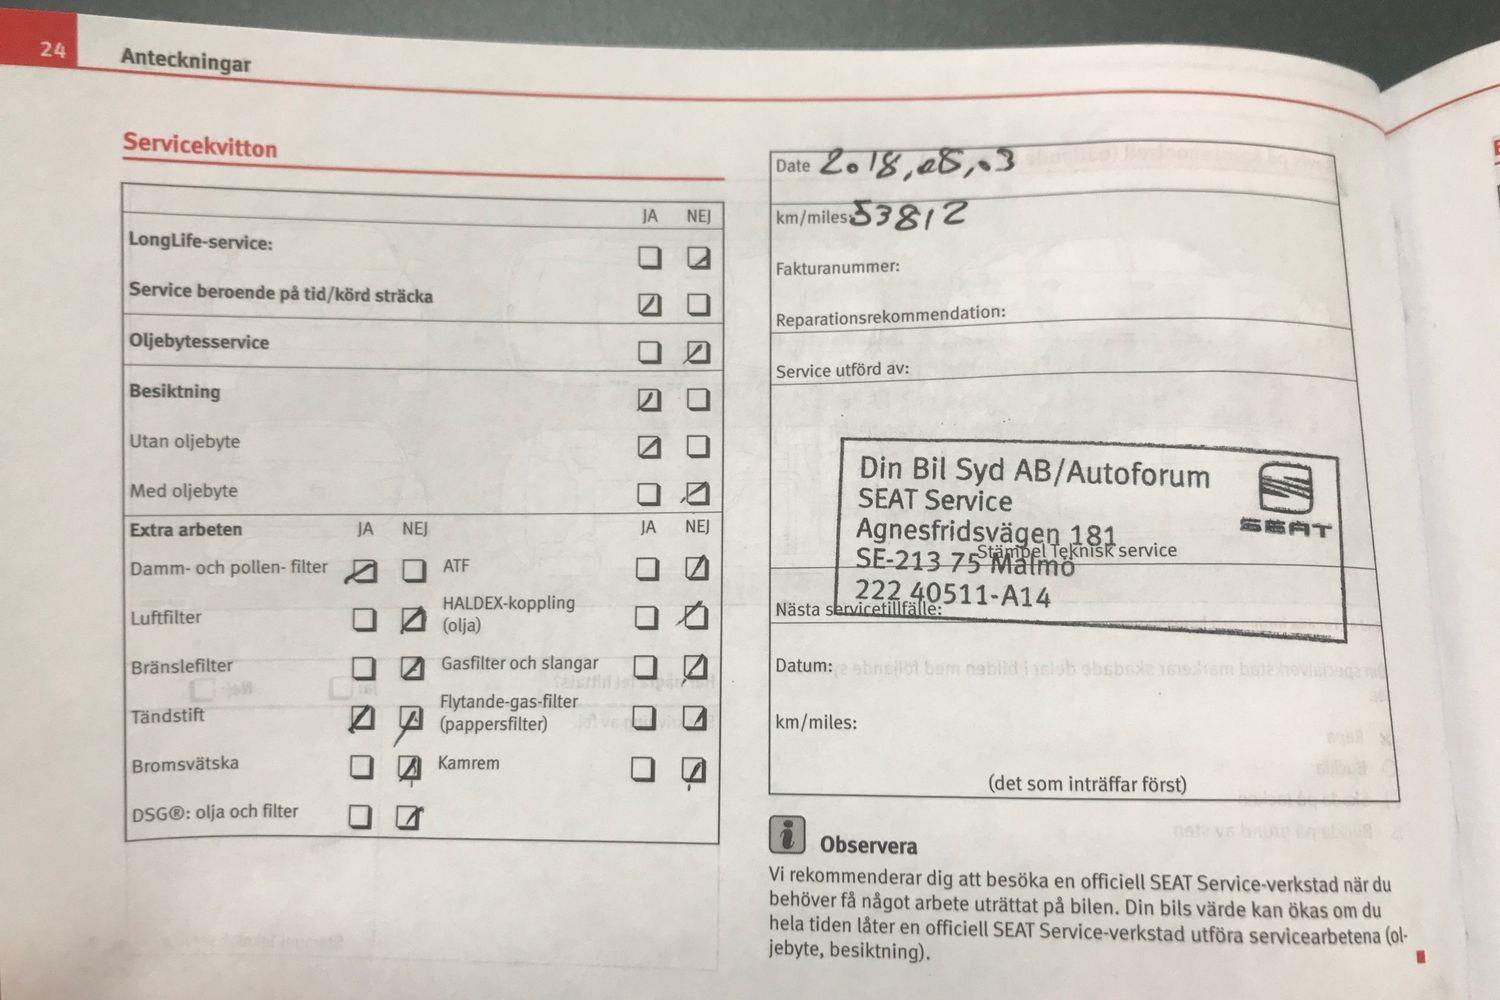 24
Anteckningar
Servicekvitton
JA NEJ
LongLife-service:
Service beroende på tid/körd sträcka
Oljebytesservice
Besiktning
Utan oljebyte
Med oljebyte
Extra arbeten JA NEJ JA NEJ
Damm- och pollen- filter ATF
Luftfilter HALDEX-koppling
(olja)
Bränslefilter Gasfilter och slangar
Tändstift Flytande-gas-filter
(pappersfilter)
Bromsvätska Kamrem
DSG®: olja och filter
Date 2018,08,03
km/miles: 53812
Fakturanummer:
Reparationsrekommendation:
Service utförd av:
Din Bil Syd AB/Autoforum
SEAT Service
SEAT
Agnesfridsvägen 181
Stämpel Teknisk service
SE-213 75 Malmö
222 40511-A14
Nästa servicetillfälle:
Datum:
km/miles:
(det som inträffar först)
i Observera
Vi rekommenderar dig att besöka en officiell SEAT Service-verkstad när du
behöver få något arbete uträttat på bilen. Din bils värde kan ökas om du
hela tiden låter en officiell SEAT Service-verkstad utföra servicearbetena (ol-
jebyte, besiktning).